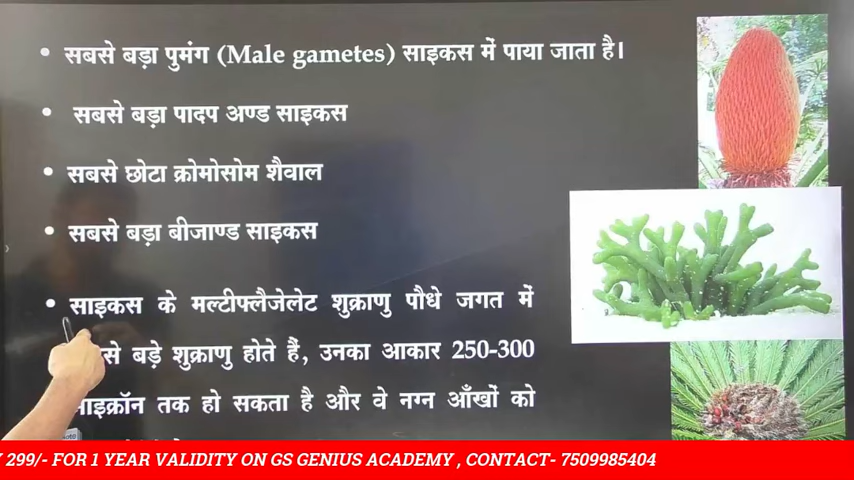 • सबसे बड़ा पुमंग (Male gametes) साइकस में पाया जाता है।
• सबसे बड़ा पादप अण्ड साइकस
• सबसे छोटा क्रोमोसोम शैवाल
• सबसे बड़ा बीजाण्ड साइकस
• साइकस के मल्टीफ्लैजेलेट शुक्राणु पौधे जगत में
बड़े शुक्राणु होते हैं, उनका आकार 250-300
तक हो सकता है और वे नग्न आँखों को
299/- FOR 1 YEAR VALIDITY ON GS GENIUS ACADEMY , CONTACT- 7509985404